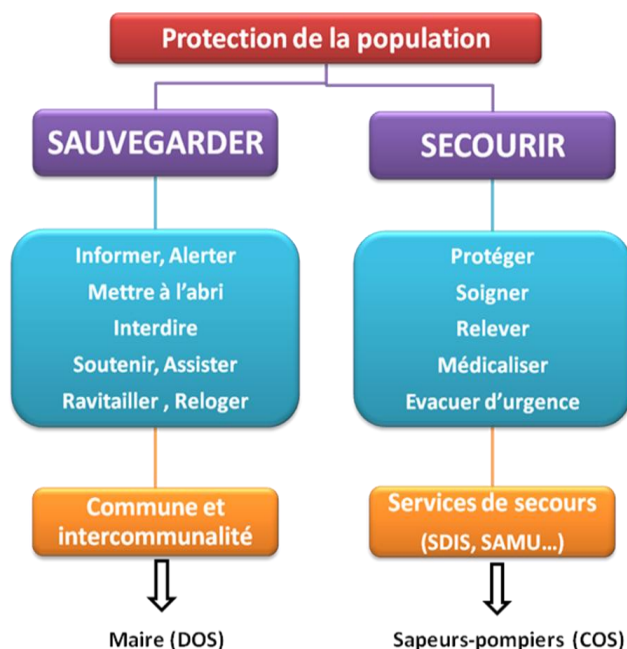 Protection de la population
SAUVEGARDER
Informer, Alerter
Mettre à l'abri
Interdire
Soutenir, Assister
Ravitailler , Reloger
Commune et
intercommunalité
Maire (DOS)
SECOURIR
Protéger
Soigner
Relever
Médicaliser
Evacuer d'urgence
Services de secours
(SDIS, SAMU...)
Sapeurs-pompiers (COS)